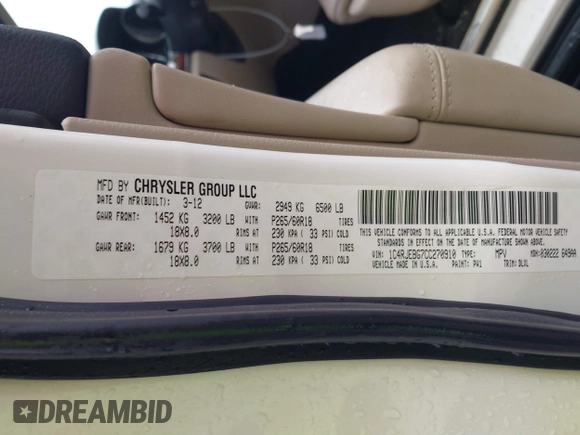 MFD BY CHRYSLER GROUP LLC
DATE OF MFR(BUILT): 3-12 GVWR: 2949 KG 6500 LB
GAWR FRONT: 1452 KG 3200 LB WITH P265/60R18 TIRES
18X8.0 RIMS AT 230 KPA ( 33 PSI) COLD
GAWR REAR: 1679 KG 3700 LB WITH P265/60R18 TIRES
18X8.0 RIMS AT 230 KPA ( 33 PSI) COLD
THIS VEHICLE CONFORMS TO ALL APPLICABLE U.S.A. FEDERAL MOTOR VEHICLE SAFETY
STANDARDS IN EFFECT ON THE DATE OF MANUFACTURE SHOWN ABOVE.
VIN: 1C4RJEBG7CC270910 TYPE: MPV MDH: 030222 649AA
VEHICLE MADE IN U.S.A. PAINT: PW1 TRIM: DLXL
DREAMBID